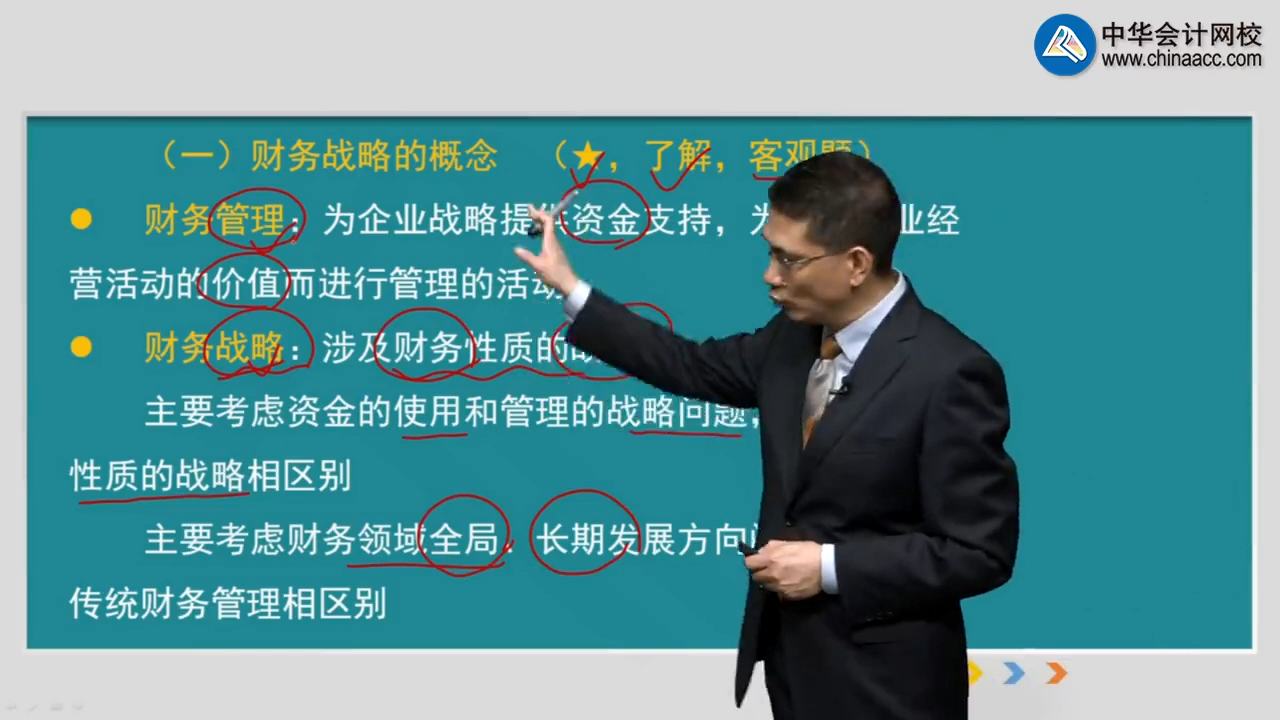 中华会计网校
www.chinaacc.com
（一）财务战略的概念 （★，了解，客观题）
财务管理：为企业战略提供资金支持，为 业经
营活动的价值而进行管理的活动
财务战略：涉及财务性质的战
主要考虑资金的使用和管理的战略问题，
性质的战略相区别
主要考虑财务领域全局、长期发展方向
传统财务管理相区别